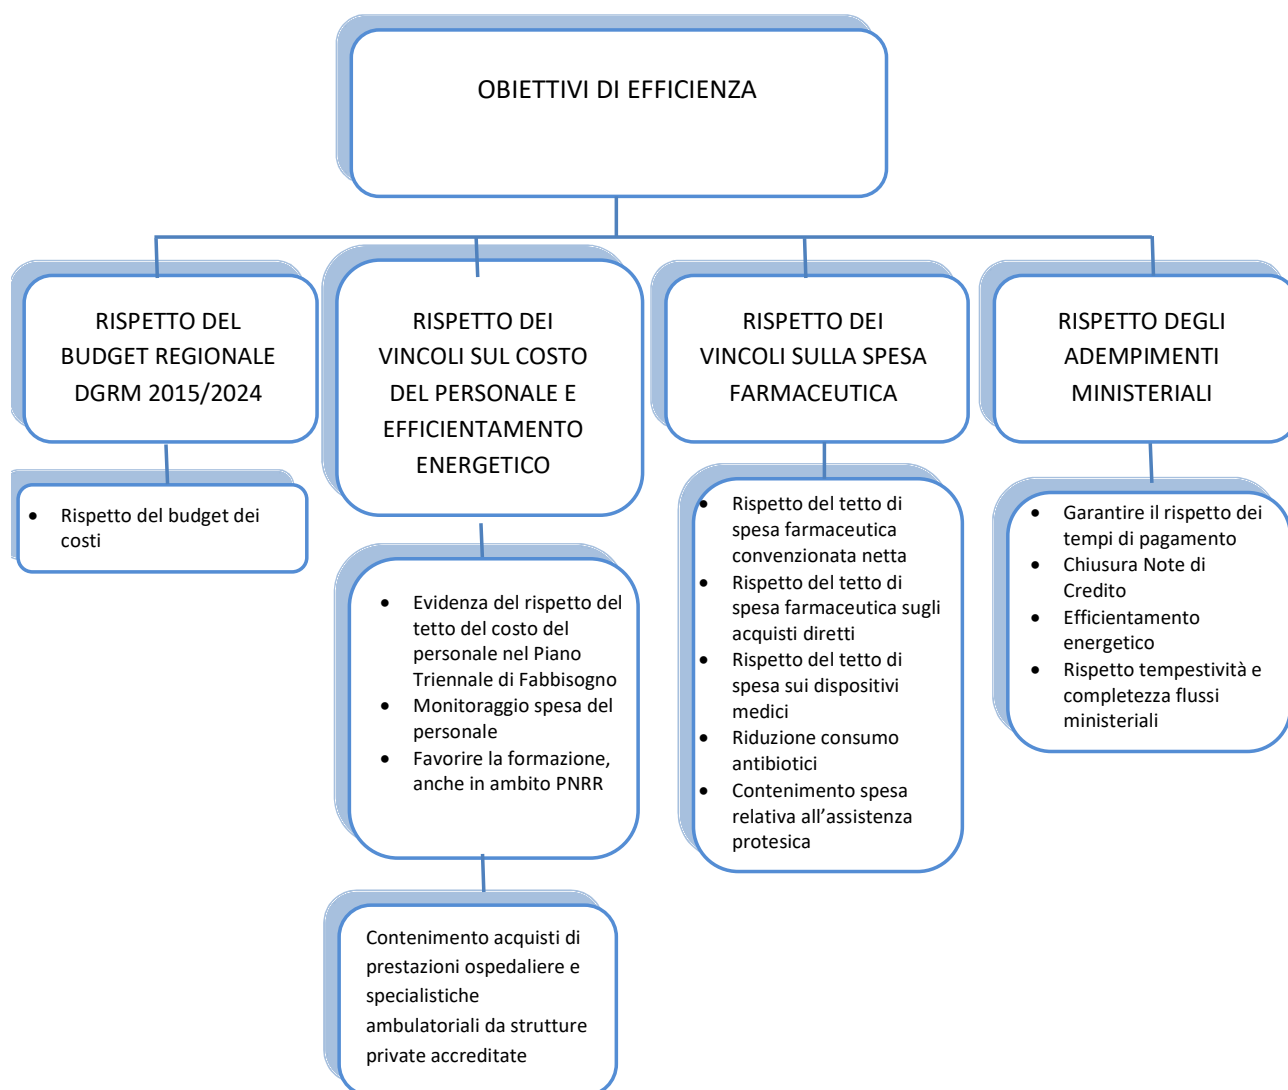 OBIETTIVI DI EFFICIENZA
RISPETTO DEL
BUDGET REGIONALE
DGRM 2015/2024
RISPETTO DEI
VINCOLI SUL COSTO
DEL PERSONALE E
EFFICIENTAMENTO
ENERGETICO
RISPETTO DEI
VINCOLI SULLA SPESA
FARMACEUTICA
RISPETTO DEGLI
ADEMPIMENTI
MINISTERIALI
• Rispetto del budget dei
costi
• Evidenza del rispetto del
tetto del costo del
personale nel Piano
Triennale di Fabbisogno
• Monitoraggio spesa del
personale
• Favorire la formazione,
anche in ambito PNRR
Contenimento acquisti di
prestazioni ospedaliere e
specialistiche
ambulatoriali da strutture
private accreditate
• Rispetto del tetto di
spesa farmaceutica
convenzionata netta
• Rispetto del tetto di
spesa farmaceutica sugli
acquisti diretti
• Rispetto del tetto di
spesa sui dispositivi
medici
• Riduzione consumo
antibiotici
• Contenimento spesa
relativa all’assistenza
protesica
• Garantire il rispetto dei
tempi di pagamento
• Chiusura Note di
Credito
• Efficientamento
energetico
• Rispetto tempestività e
completezza flussi
ministeriali